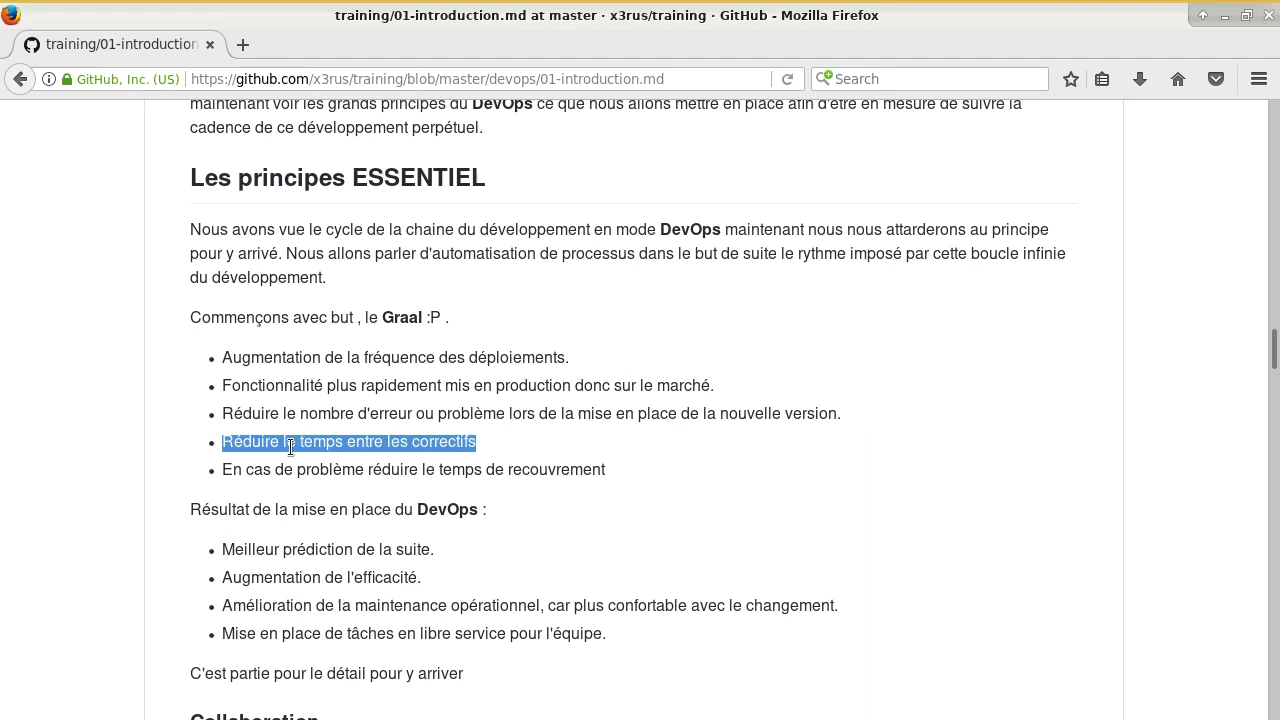 training/01-introduction.md at master · x3rus/training · GitHub - Mozilla Firefox
training/01-introduction
GitHub, Inc. (US)
https://github.com/x3rus/training/blob/master/devops/01-introduction.md
Search
maintenant voir les grands principes du DevOps ce que nous allons mettre en place afin d'être en mesure de suivre la
cadence de ce développement perpétuel.
Les principes ESSENTIEL
Nous avons vue le cycle de la chaine du développement en mode DevOps maintenant nous nous attarderons au principe
pour y arrivé. Nous allons parler d'automatisation de processus dans le but de suite le rythme imposé par cette boucle infinie
du développement.
Commençons avec but , le Graal :P .
• Augmentation de la fréquence des déploiements.
• Fonctionnalité plus rapidement mis en production donc sur le marché.
• Réduire le nombre d'erreur ou problème lors de la mise en place de la nouvelle version.
• Réduire le temps entre les correctifs
• En cas de problème réduire le temps de recouvrement
Résultat de la mise en place du DevOps :
• Meilleur prédiction de la suite.
• Augmentation de l'efficacité.
• Amélioration de la maintenance opérationnel, car plus confortable avec le changement.
• Mise en place de tâches en libre service pour l'équipe.
C'est partie pour le détail pour y arriver
Collaboration